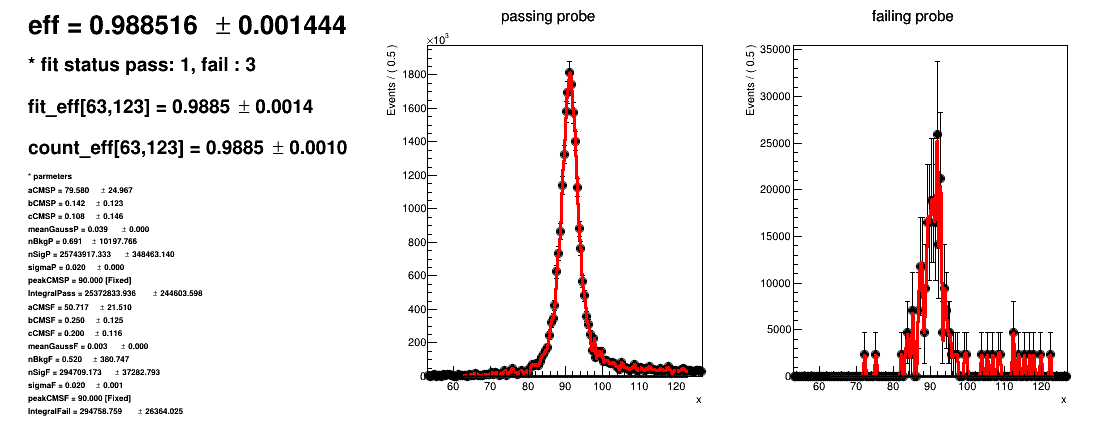 eff = 0.988516 ± 0.001444
* fit status pass: 1, fail : 3
fit_eff[63,123] = 0.9885 ± 0.0014
count_eff[63,123] = 0.9885 ± 0.0010
* parmeters
aCMSP = 79.580 ± 24.967
bCMSP = 0.142 ± 0.123
cCMSP = 0.108 ± 0.146
meanGaussP = 0.039 ± 0.000
nBkgP = 0.691 ± 10197.766
nSigP = 25743917.333 ± 348463.140
sigmaP = 0.020 ± 0.000
peakCMSP = 90.000 [Fixed]
IntegralPass = 25372833.936 ± 244603.598
aCMSF = 50.717 ± 21.510
bCMSF = 0.250 ± 0.125
cCMSF = 0.200 ± 0.116
meanGaussF = 0.003 ± 0.000
nBkgF = 0.520 ± 380.747
nSigF = 294709.173 ± 37282.793
sigmaF = 0.020 ± 0.001
peakCMSF = 90.000 [Fixed]
IntegralFail = 294758.759 ± 26364.025
passing probe
×10³
Events / ( 0.5 )
1800
1600
1400
1200
1000
800
600
400
200
0
60 70 80 90 100 110 120
x
failing probe
Events / ( 0.5 )
35000
30000
25000
20000
15000
10000
5000
0
60 70 80 90 100 110 120
x